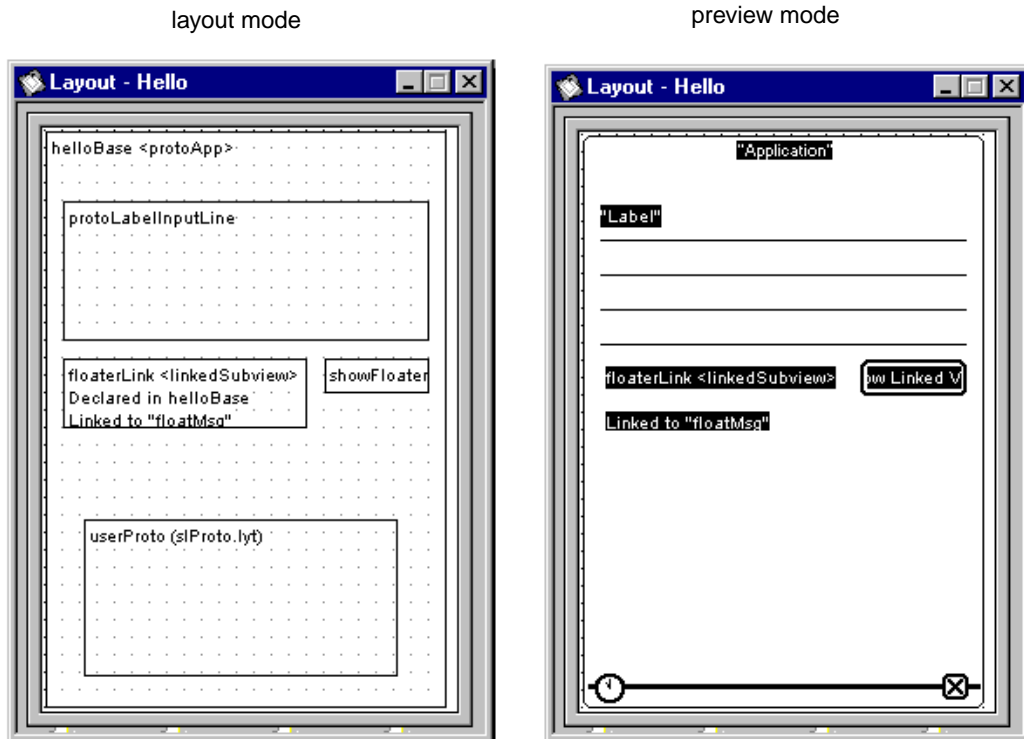 layout mode
preview mode
Layout - Hello
Layout - Hello
helloBase <protoApp>
protoLabelInputLine
floaterLink <linkedSubview>
Declared in helloBase
Linked to "floatMsg"
showFloater
userProto (slProto.lyt)
"Application"
"Label"
floaterLink <linkedSubview>
ow Linked V
Linked to "floatMsg"